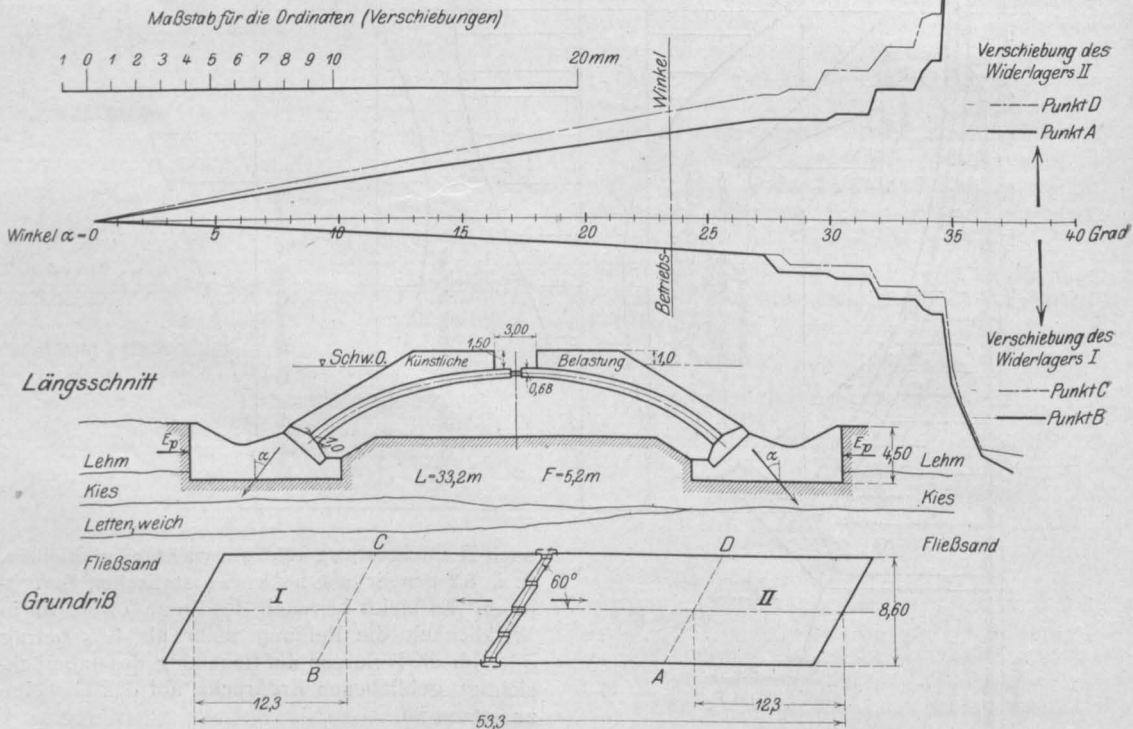 Maßstab für die Ordinaten (Verschiebungen)
1 0 1 2 3 4 5 6 7 8 9 10 20 mm
Winkel
Verschiebung des
Widerlagers II
Punkt D
Punkt A
Winkel α = 0 5 10 15 20 25 30 35 40 Grad
Betriebs-
Verschiebung des
Widerlagers I
Punkt C
Punkt B
3,00
1,50
Schw.O.
Künstliche
Belastung
1,0
0,68
Längsschnitt
1,0
Ep
α
Ep
α
4,50
Lehm
L=33,2m
F=5,2m
Lehm
Kies
Kies
Letten, weich
C
D
Fließsand
Fließsand
Grundriß
I
60°
II
8,60
B
A
12,3
12,3
53,3